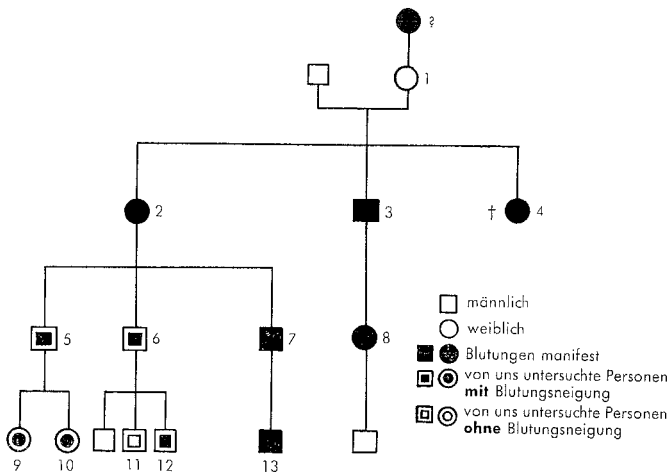 ?
1
2
3
† 4
5
6
7
8
9
10
11
12
13
männlich
weiblich
Blutungen manifest
von uns untersuchte Personen
mit Blutungsneigung
von uns untersuchte Personen
ohne Blutungsneigung